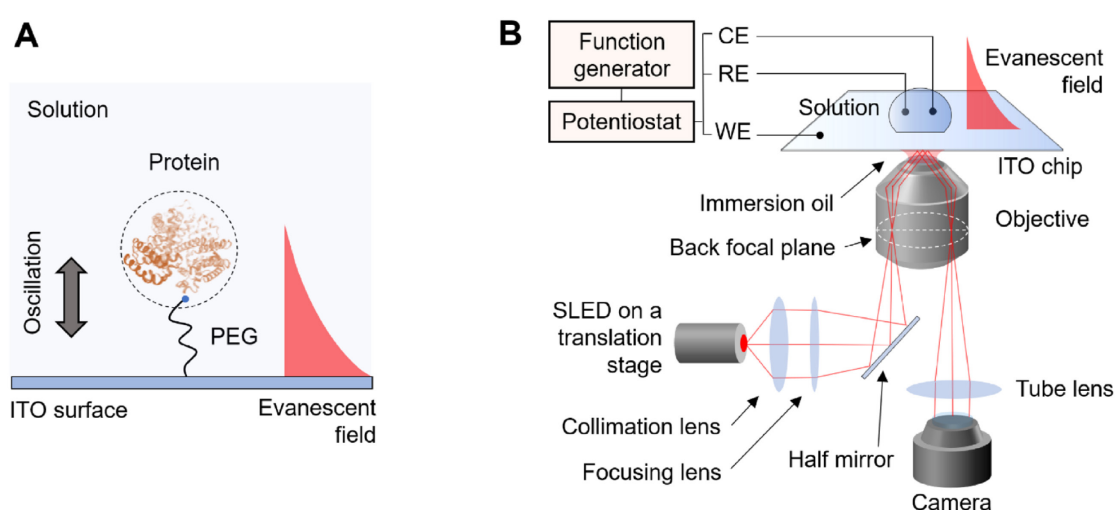 A
Solution
Protein
Oscillation
PEG
ITO surface
Evanescent
field
B
Function
generator
Potentiostat
CE
RE
WE
Solution
Evanescent
field
ITO chip
Immersion oil
Objective
Back focal plane
SLED on a
translation
stage
Tube lens
Collimation lens
Half mirror
Focusing lens
Camera